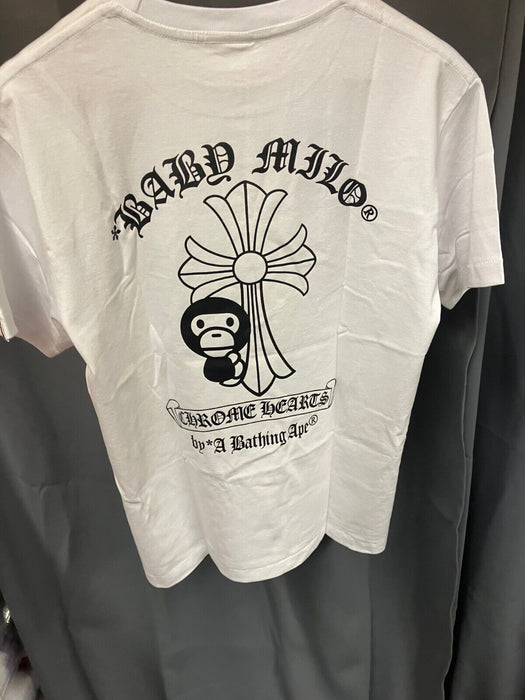 *BABY MILO®
CHROME HEARTS
by*A Bathing Ape®